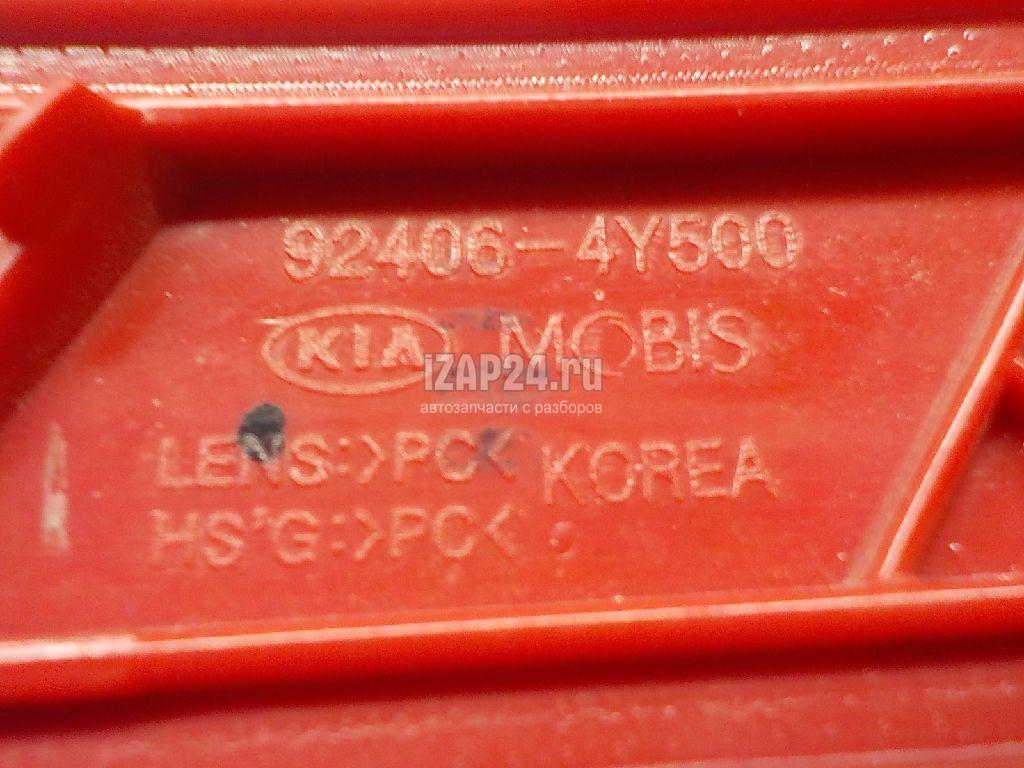 92406-4Y500
KIA MOBIS
iZAP24.ru
автозапчасти с разборов
LENS:>PC< KOREA
HS'G:>PC<